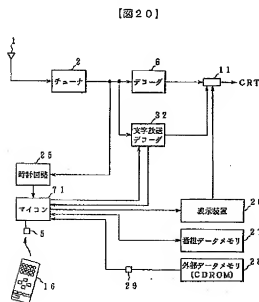 【図20】
1
2
チューナ
6
デコーダ
11
CRT
32
文字放送
デコーダ
25
時計回路
71
マイコン
26
表示装置
27
番組データメモリ
28
外部データメモリ
(CDROM)
5
29
16